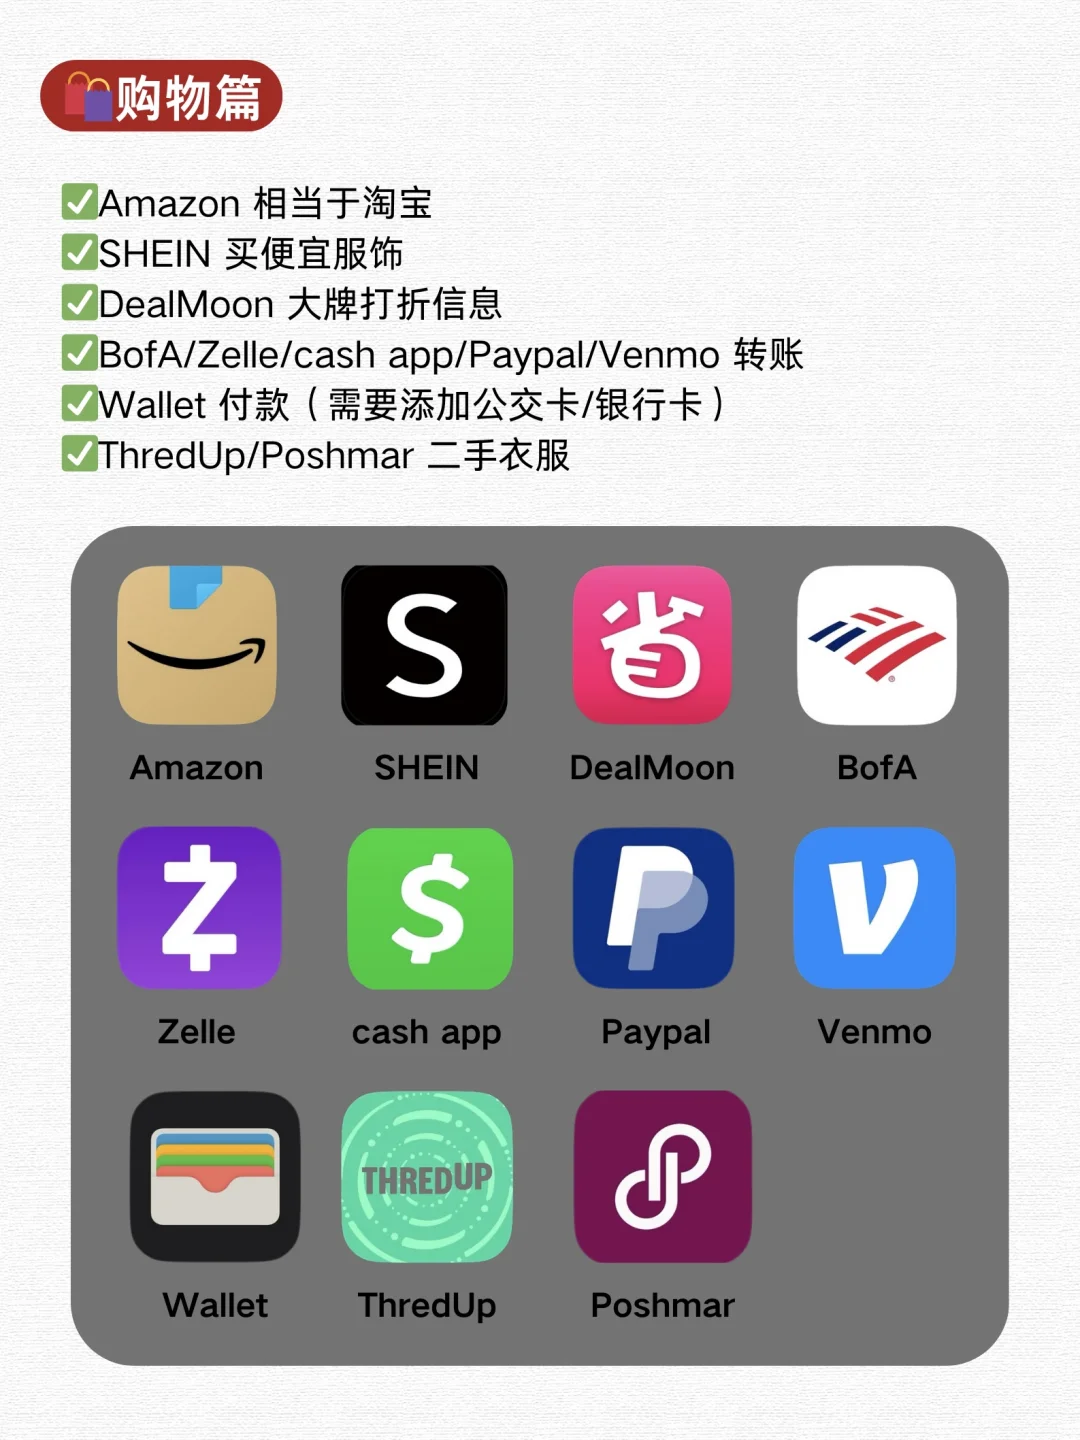 购物篇
Amazon 相当于淘宝
SHEIN 买便宜服饰
DealMoon 大牌打折信息
BofA/Zelle/cash app/Paypal/Venmo 转账
Wallet 付款（需要添加公交卡/银行卡）
ThredUp/Poshmar 二手衣服
S
省
Amazon
SHEIN
DealMoon
BofA
Zelle
cash app
Paypal
Venmo
THREDUP
Wallet
ThredUp
Poshmar